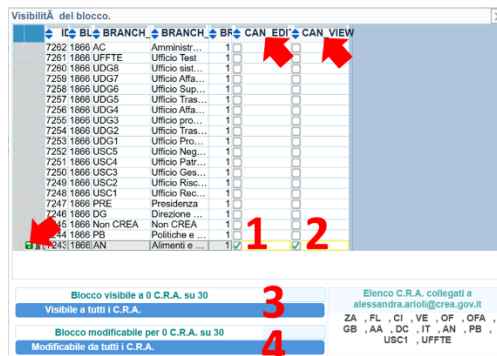 VisibilitÃ del blocco.
ID BL BRANCH_ BRANCH_ BR CAN_EDIT CAN_VIEW
7262 1866 AC Amministr... 1
7261 1866 UFFTE Ufficio Test 1
7260 1866 UDG8 Ufficio sist... 1
7259 1866 UDG7 Ufficio Affa... 1
7258 1866 UDG6 Ufficio Sup... 1
7257 1866 UDG5 Ufficio Tras... 1
7256 1866 UDG4 Ufficio Affa... 1
7255 1866 UDG3 Ufficio pro... 1
7254 1866 UDG2 Ufficio Tras... 1
7253 1866 UDG1 Ufficio Pro... 1
7252 1866 USC5 Ufficio Neg... 1
7251 1866 USC4 Ufficio Patr... 1
7250 1866 USC3 Ufficio Ges... 1
7249 1866 USC2 Ufficio Risc... 1
7248 1866 USC1 Ufficio Rec... 1
7247 1866 PRE Presidenza 1
7246 1866 DG Direzione ... 1
7245 1866 Non CREA Non CREA 1
7244 1866 PB Politiche e ... 1
7243 1866 AN Alimenti e ... 1
1 2
Blocco visibile a 0 C.R.A. su 30
Visibile a tutti i C.R.A.
3
Blocco modificabile per 0 C.R.A. su 30
Modificabile da tutti i C.R.A.
4
Elenco C.R.A. collegati a
alessandra.arioli@crea.gov.it
ZA , FL , CI , VE , OF , OFA ,
GB , AA , DC , IT , AN , PB ,
USC1 , UFFTE